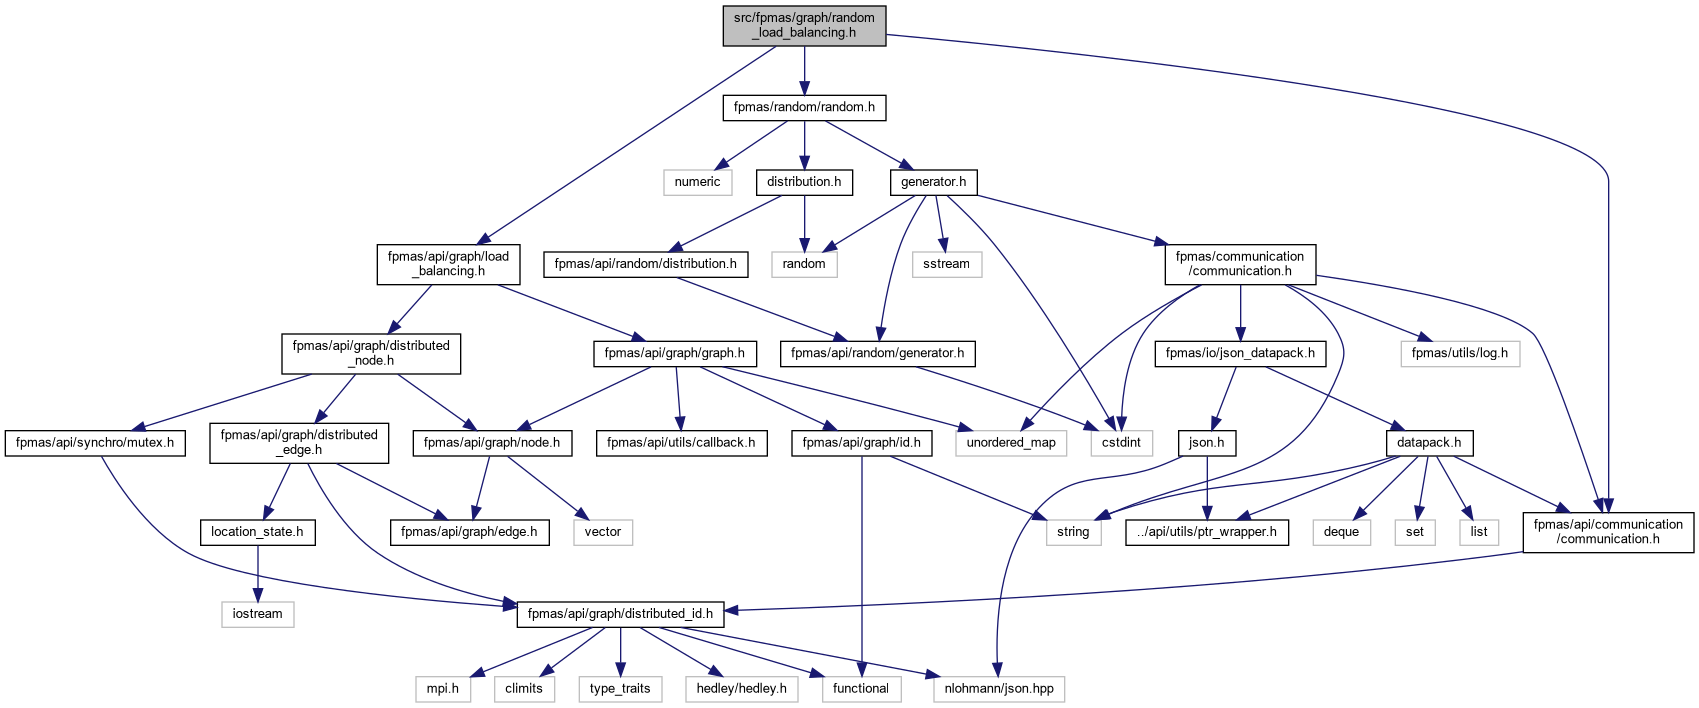 src/fpmas/graph/random
_load_balancing.h
fpmas/random/random.h
numeric
distribution.h
generator.h
fpmas/api/graph/load
_balancing.h
fpmas/api/random/distribution.h
random
sstream
fpmas/communication
/communication.h
fpmas/api/graph/distributed
_node.h
fpmas/api/graph/graph.h
fpmas/api/random/generator.h
fpmas/io/json_datapack.h
fpmas/utils/log.h
fpmas/api/synchro/mutex.h
fpmas/api/graph/distributed
_edge.h
fpmas/api/graph/node.h
fpmas/api/utils/callback.h
fpmas/api/graph/id.h
unordered_map
cstdint
json.h
datapack.h
location_state.h
fpmas/api/graph/edge.h
vector
string
../api/utils/ptr_wrapper.h
deque
set
list
fpmas/api/communication
/communication.h
iostream
fpmas/api/graph/distributed_id.h
mpi.h
climits
type_traits
hedley/hedley.h
functional
nlohmann/json.hpp